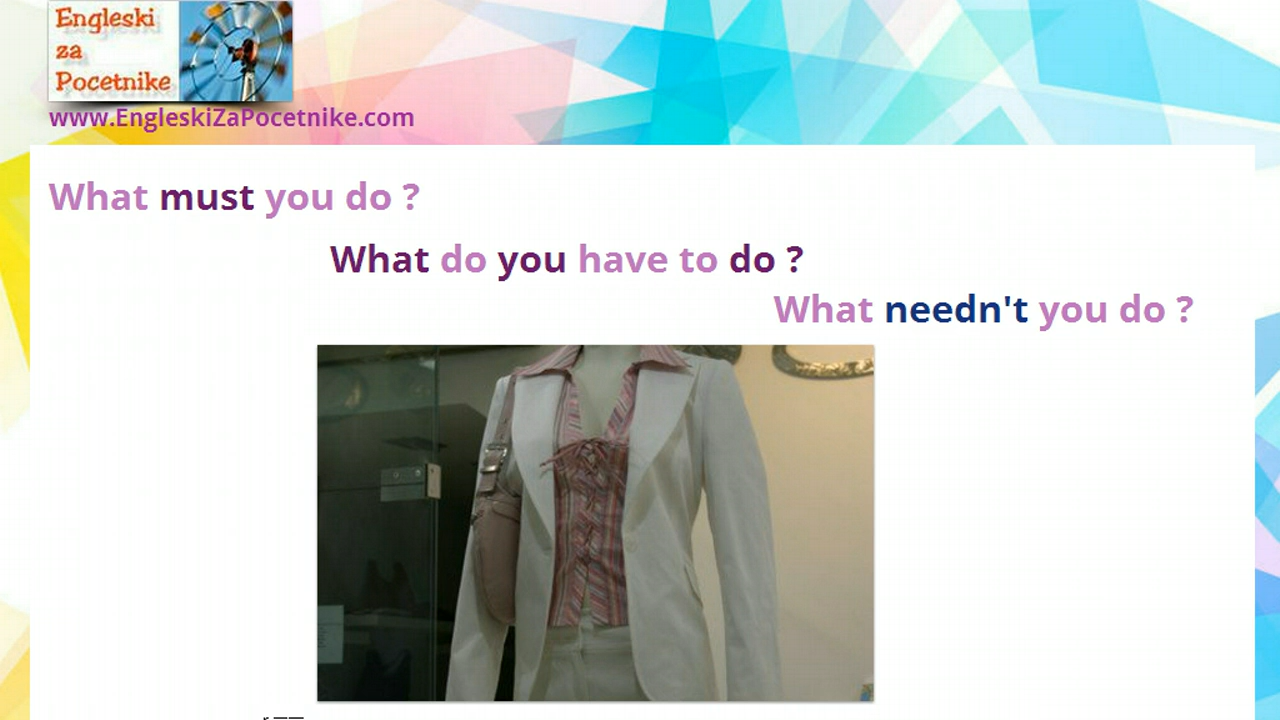 Engleski
za
Pocetnike
www.EngleskiZaPocetnike.com
What must you do ?
What do you have to do ?
What needn't you do ?